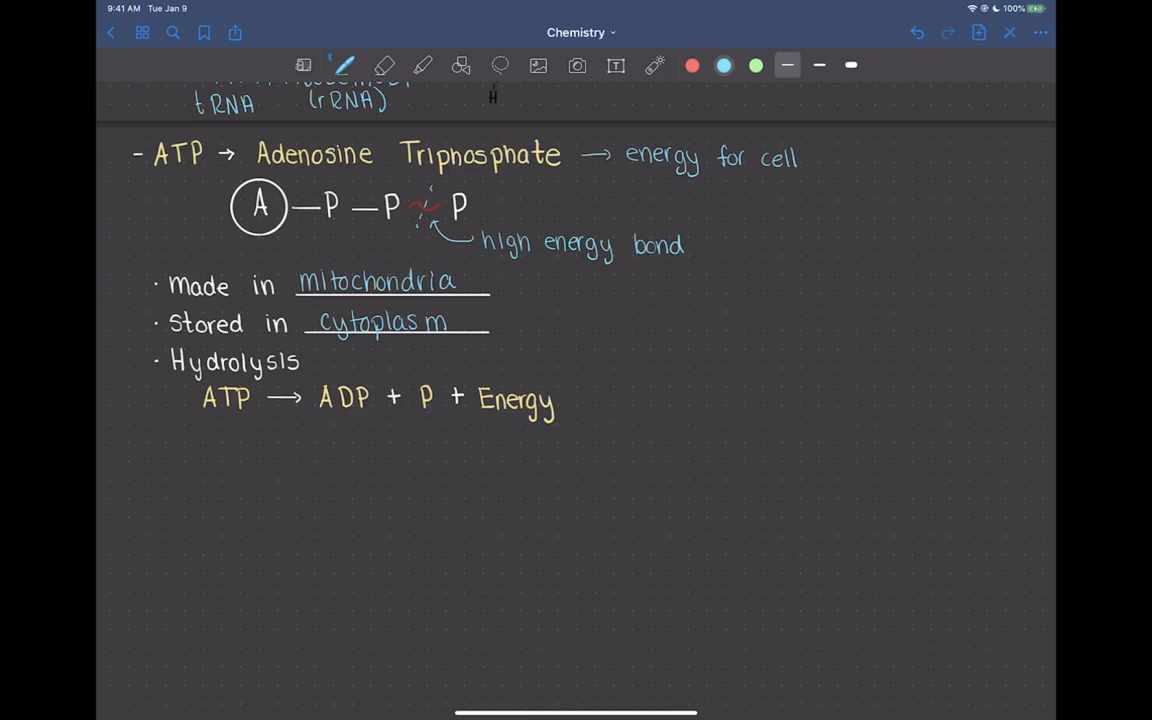 9:41 AM Tue Jan 9
100%
Chemistry
tRNA (rRNA) H
- ATP → Adenosine Triphosphate → energy for cell
A — P — P ~ P
high energy bond
· made in mitochondria
· stored in cytoplasm
· Hydrolysis
ATP → ADP + P + Energy